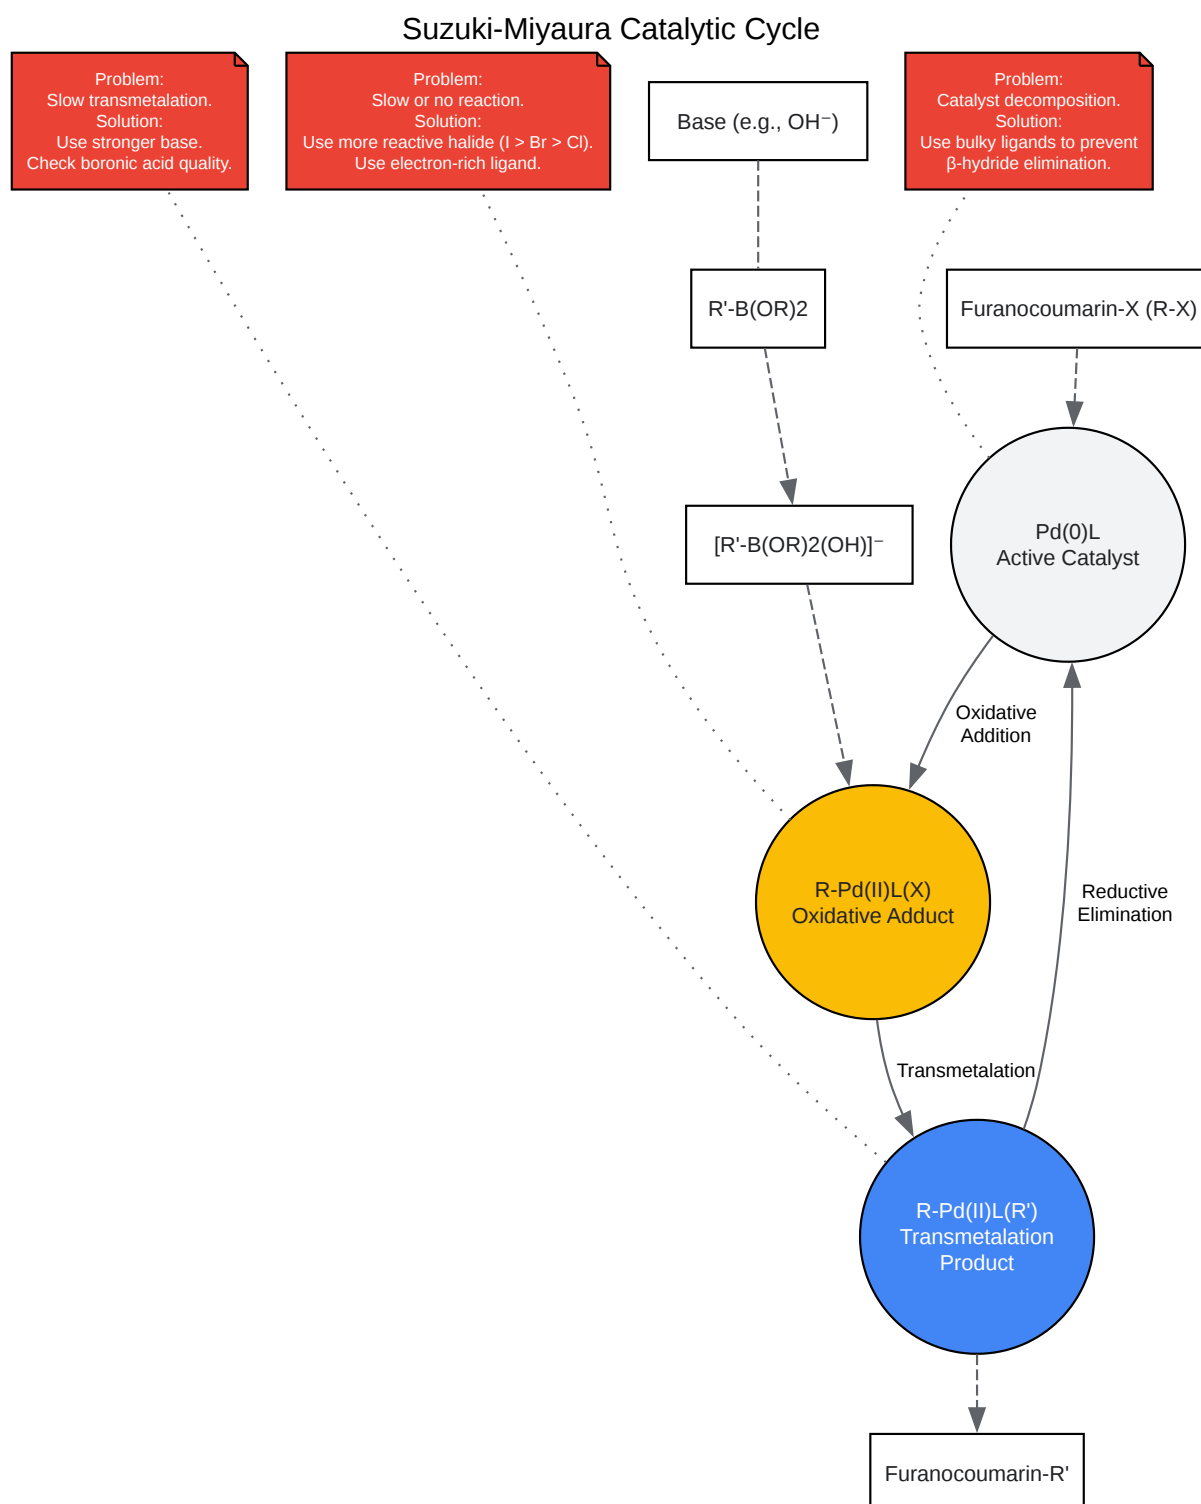 Suzuki-Miyaura Catalytic Cycle
Problem:
Slow transmetalation.
Solution:
Use stronger base.
Check boronic acid quality.
Problem:
Slow or no reaction.
Solution:
Use more reactive halide (I > Br > Cl).
Use electron-rich ligand.
Base (e.g., OH⁻)
Problem:
Catalyst decomposition.
Solution:
Use bulky ligands to prevent
β-hydride elimination.
R'-B(OR)2
Furanocoumarin-X (R-X)
[R'-B(OR)2(OH)]⁻
Pd(0)L
Active Catalyst
Oxidative
Addition
R-Pd(II)L(X)
Oxidative Adduct
Reductive
Elimination
Transmetalation
R-Pd(II)L(R')
Transmetalation
Product
Furanocoumarin-R'